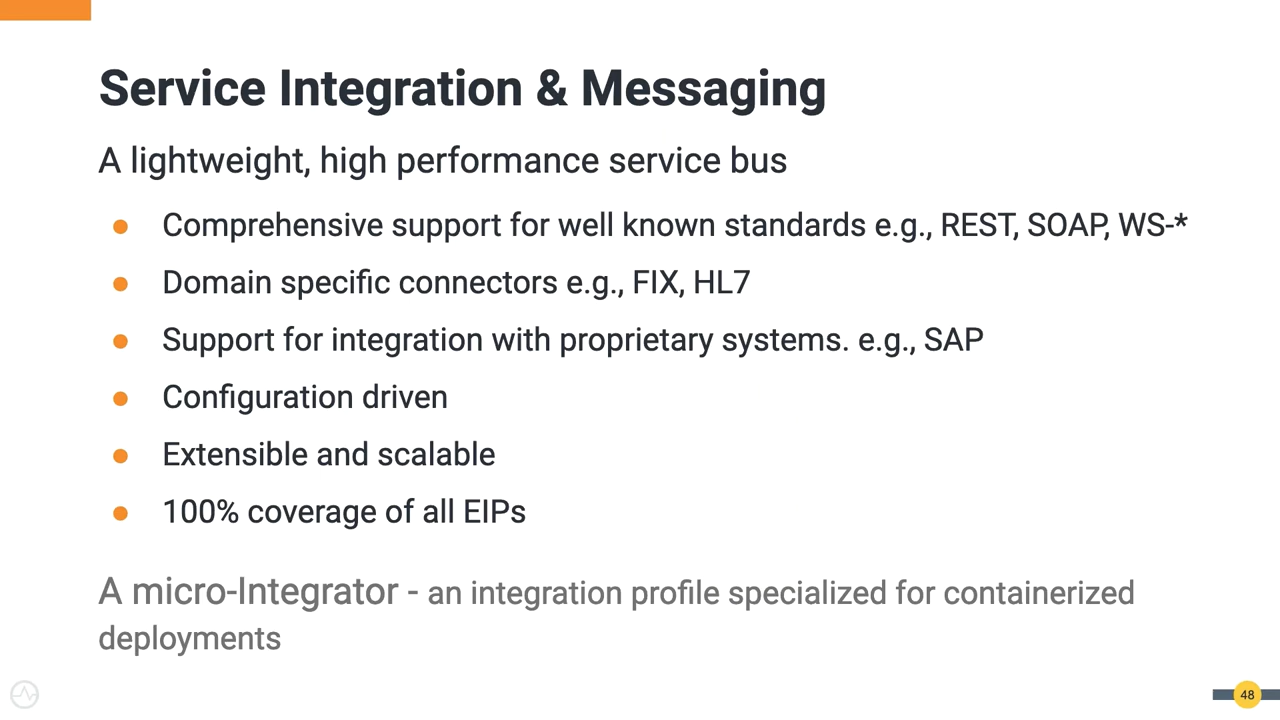 Service Integration & Messaging
A lightweight, high performance service bus
● Comprehensive support for well known standards e.g., REST, SOAP, WS-*
● Domain specific connectors e.g., FIX, HL7
● Support for integration with proprietary systems. e.g., SAP
● Configuration driven
● Extensible and scalable
● 100% coverage of all EIPs
A micro-Integrator - an integration profile specialized for containerized
deployments
48